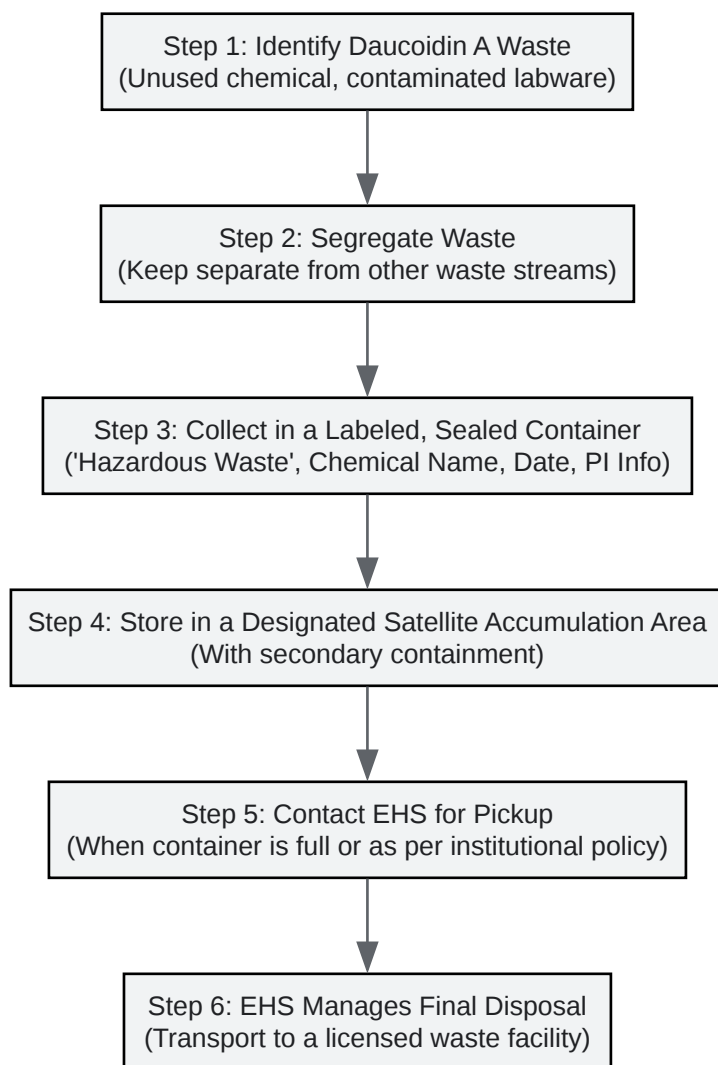 Step 1: Identify Daucoidin A Waste
(Unused chemical, contaminated labware)
Step 2: Segregate Waste
(Keep separate from other waste streams)
Step 3: Collect in a Labeled, Sealed Container
('Hazardous Waste', Chemical Name, Date, PI Info)
Step 4: Store in a Designated Satellite Accumulation Area
(With secondary containment)
Step 5: Contact EHS for Pickup
(When container is full or as per institutional policy)
Step 6: EHS Manages Final Disposal
(Transport to a licensed waste facility)